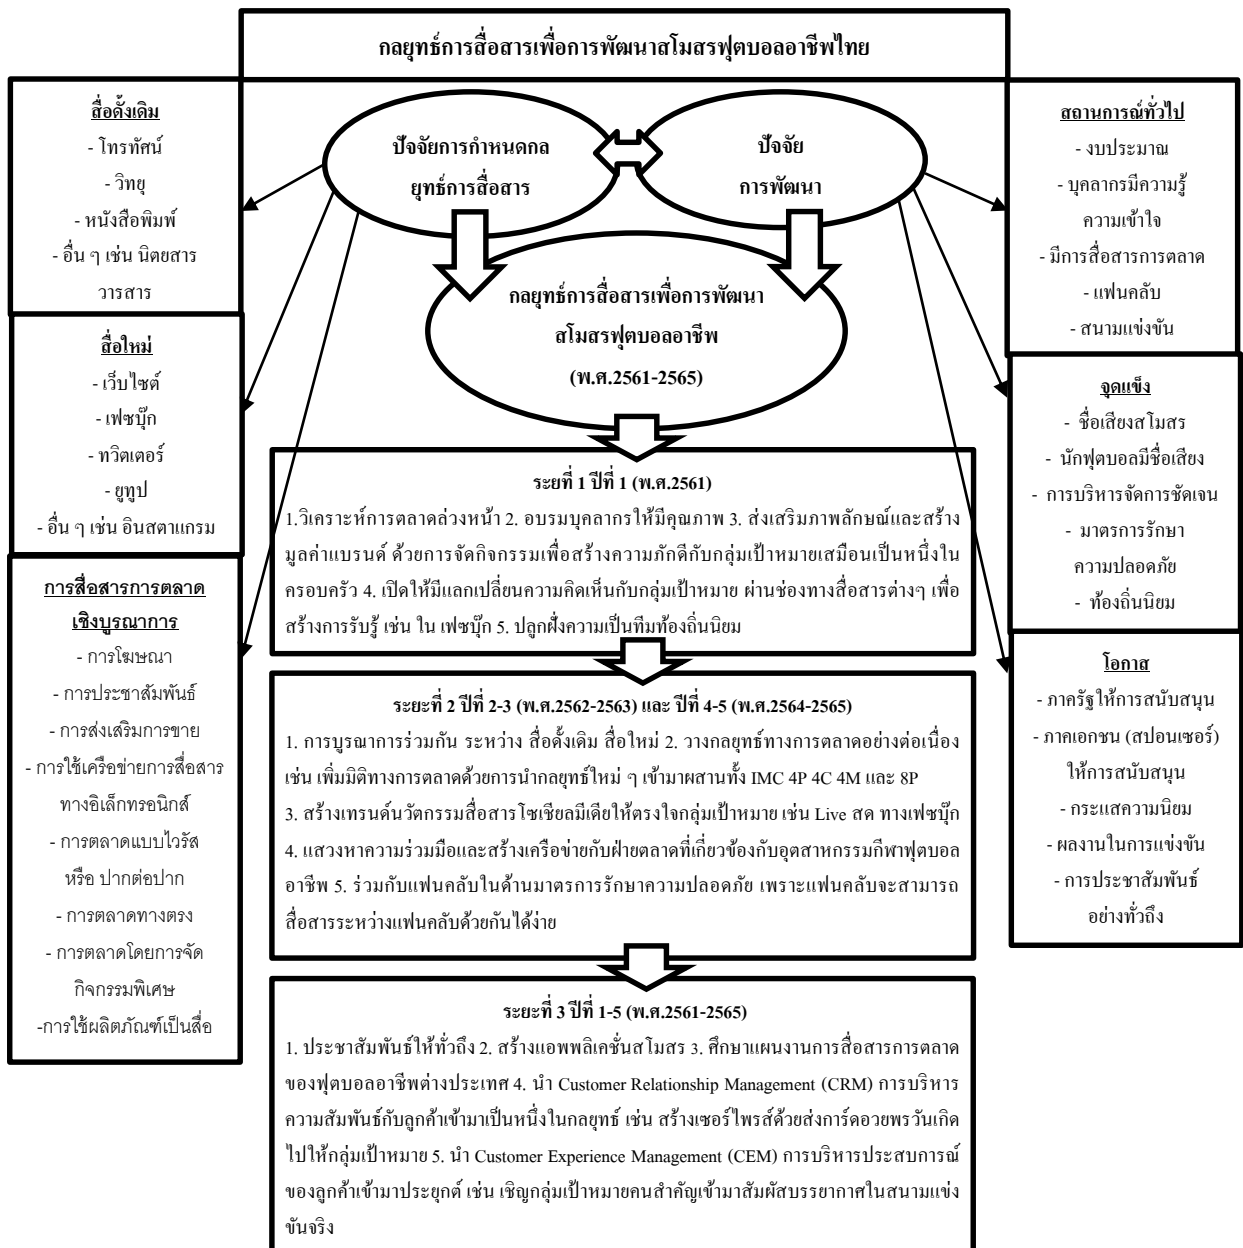 กลยุทธ์การสื่อสารเพื่อการพัฒนาสโมสรฟุตบอลอาชีพไทย
สื่อดั้งเดิม
- โทรทัศน์
- วิทยุ
- หนังสือพิมพ์
- อื่น ๆ เช่น นิตยสาร
วารสาร
สื่อใหม่
- เว็บไซต์
- เฟซบุ๊ก
- ทวิตเตอร์
- ยูทูป
- อื่น ๆ เช่น อินสตาแกรม
การสื่อสารการตลาด
เชิงบูรณาการ
- การโฆษณา
- การประชาสัมพันธ์
- การส่งเสริมการขาย
- การใช้เครือข่ายการสื่อสาร
ทางอิเล็กทรอนิกส์
- การตลาดแบบไวรัส
หรือ ปากต่อปาก
- การตลาดทางตรง
- การตลาดโดยการจัด
กิจกรรมพิเศษ
-การใช้ผลิตภัณฑ์เป็นสื่อ
ปัจจัยการกำหนดกล
ยุทธ์การสื่อสาร
ปัจจัย
การพัฒนา
กลยุทธ์การสื่อสารเพื่อการพัฒนา
สโมสรฟุตบอลอาชีพ
(พ.ศ.2561-2565)
ระยที่ 1 ปีที่ 1 (พ.ศ.2561)
1.วิเคราะห์การตลาดล่วงหน้า 2. อบรมบุคลากรให้มีคุณภาพ 3. ส่งเสริมภาพลักษณ์และสร้าง
มูลค่าแบรนด์ ด้วยการจัดกิจกรรมเพื่อสร้างความภักดีกับกลุ่มเป้าหมายเสมือนเป็นหนึ่งใน
ครอบครัว 4. เปิดให้มีแลกเปลี่ยนความคิดเห็นกับกลุ่มเป้าหมาย ผ่านช่องทางสื่อสารต่างๆ เพื่อ
สร้างการรับรู้ เช่น ใน เฟซบุ๊ก 5. ปลูกฝังความเป็นทีมท้องถิ่นนิยม
ระยะที่ 2 ปีที่ 2-3 (พ.ศ.2562-2563) และ ปีที่ 4-5 (พ.ศ.2564-2565)
1. การบูรณาการร่วมกัน ระหว่าง สื่อดั้งเดิม สื่อใหม่ 2. วางกลยุทธ์ทางการตลาดอย่างต่อเนื่อง
เช่น เพิ่มมิติทางการตลาดด้วยการนำกลยุทธ์ใหม่ ๆ เข้ามาผสานทั้ง IMC 4P 4C 4M และ 8P
3. สร้างเทรนด์นวัตกรรมสื่อสารโซเชียลมีเดียให้ตรงใจกลุ่มเป้าหมาย เช่น Live สด ทางเฟซบุ๊ก
4. แสวงหาความร่วมมือและสร้างเครือข่ายกับฝ่ายตลาดที่เกี่ยวข้องกับอุตสาหกรรมกีฬาฟุตบอล
อาชีพ 5. ร่วมกับแฟนคลับในด้านมาตรการรักษาความปลอดภัย เพราะแฟนคลับจะสามารถ
สื่อสารระหว่างแฟนคลับด้วยกันได้ง่าย
ระยะที่ 3 ปีที่ 1-5 (พ.ศ.2561-2565)
1. ประชาสัมพันธ์ให้ทั่วถึง 2. สร้างแอพพลิเคชั่นสโมสร 3. ศึกษาแผนงานการสื่อสารการตลาด
ของฟุตบอลอาชีพต่างประเทศ 4. นำ Customer Relationship Management (CRM) การบริหาร
ความสัมพันธ์กับลูกค้าเข้ามาเป็นหนึ่งในกลยุทธ์ เช่น สร้างเซอร์ไพรส์ด้วยส่งการ์ดอวยพรวันเกิด
ไปให้กลุ่มเป้าหมาย 5. นำ Customer Experience Management (CEM) การบริหารประสบการณ์
ของลูกค้าเข้ามาประยุกต์ เช่น เชิญกลุ่มเป้าหมายคนสำคัญเข้ามาสัมผัสบรรยากาศในสนามแข่ง
ขันจริง
สถานการณ์ทั่วไป
- งบประมาณ
- บุคลากรมีความรู้
ความเข้าใจ
- มีการสื่อสารการตลาด
- แฟนคลับ
- สนามแข่งขัน
จุดแข็ง
- ชื่อเสียงสโมสร
- นักฟุตบอลมีชื่อเสียง
- การบริหารจัดการชัดเจน
- มาตรการรักษา
ความปลอดภัย
- ท้องถิ่นนิยม
โอกาส
- ภาครัฐให้การสนับสนุน
- ภาคเอกชน (สปอนเซอร์)
ให้การสนับสนุน
- กระแสความนิยม
- ผลงานในการแข่งขัน
- การประชาสัมพันธ์
อย่างทั่วถึง